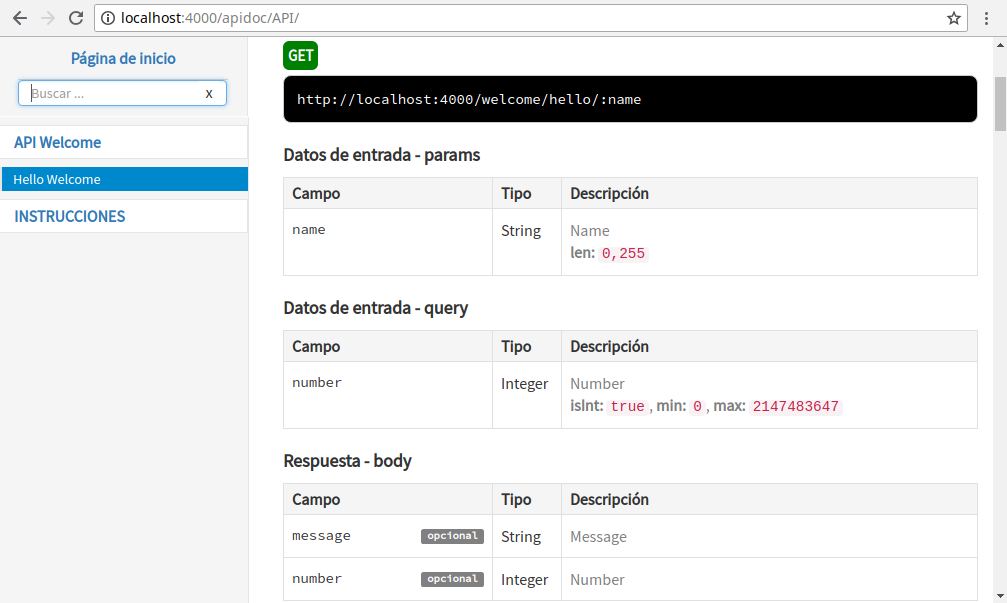 localhost:4000/apidoc/API/
Página de inicio
Buscar ... X
API Welcome
Hello Welcome
INSTRUCCIONES
GET
http://localhost:4000/welcome/hello/:name
Datos de entrada - params
Campo Tipo Descripción
name String Name
len: 0,255
Datos de entrada - query
Campo Tipo Descripción
number Integer Number
isInt: true , min: 0 , max: 2147483647
Respuesta - body
Campo Tipo Descripción
message opcional String Message
number opcional Integer Number